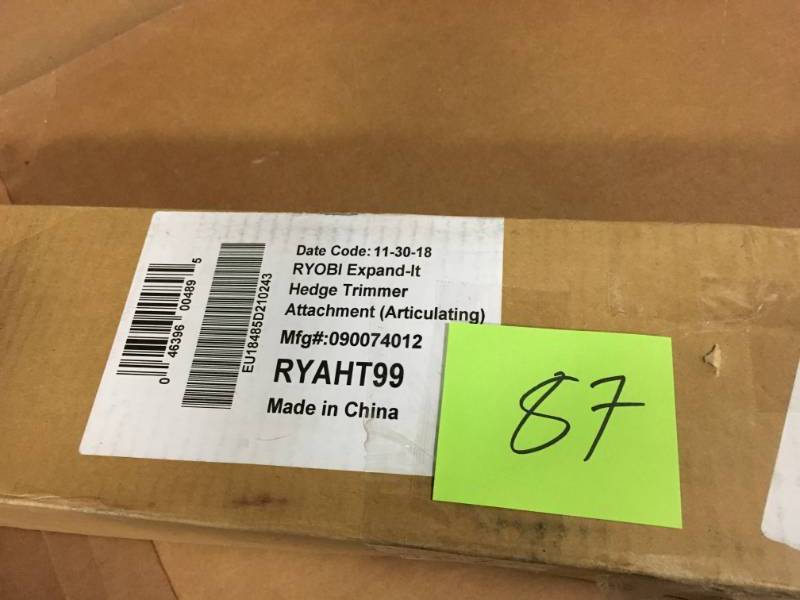 Date Code: 11-30-18
RYOBI Expand-It
Hedge Trimmer
Attachment (Articulating)
Mfg#:090074012
RYAHT99
Made in China
0 46396 00489 5
EU18485D210243
87